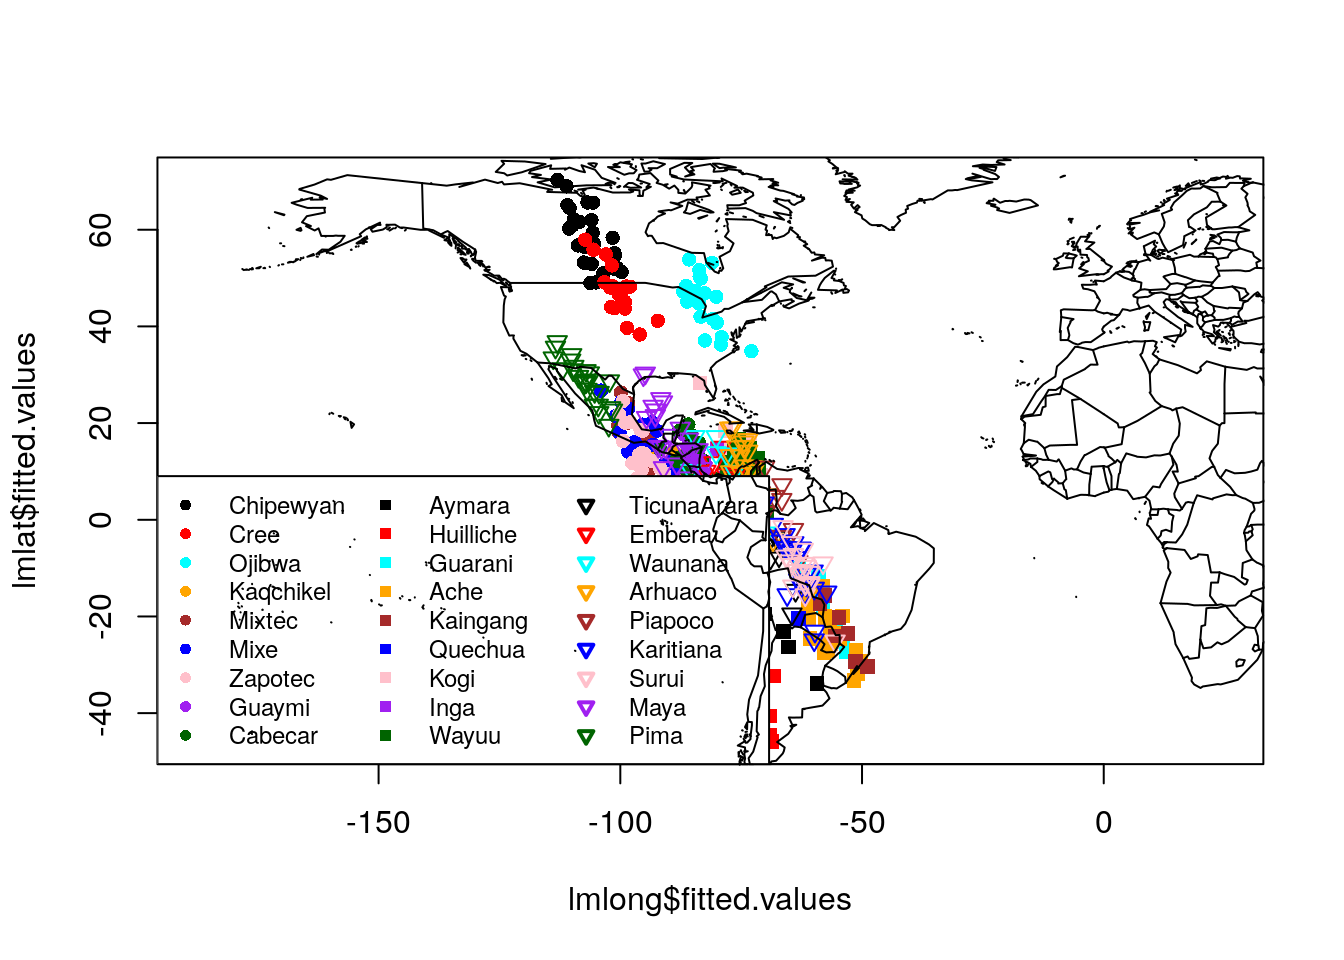 60
40
20
0
-20
-40
lmlat$fitted.values
Chipewyan Aymara TicunaArara
Cree Huilliche Embera
Ojibwa Guarani Waunana
Kaqchikel Ache Arhuaco
Mixtec Kaingang Piapoco
Mixe Quechua Karitiana
Zapotec Kogi Surui
Guaymi Inga Maya
Cabecar Wayuu Pima
-150 -100 -50 0
lmlong$fitted.values